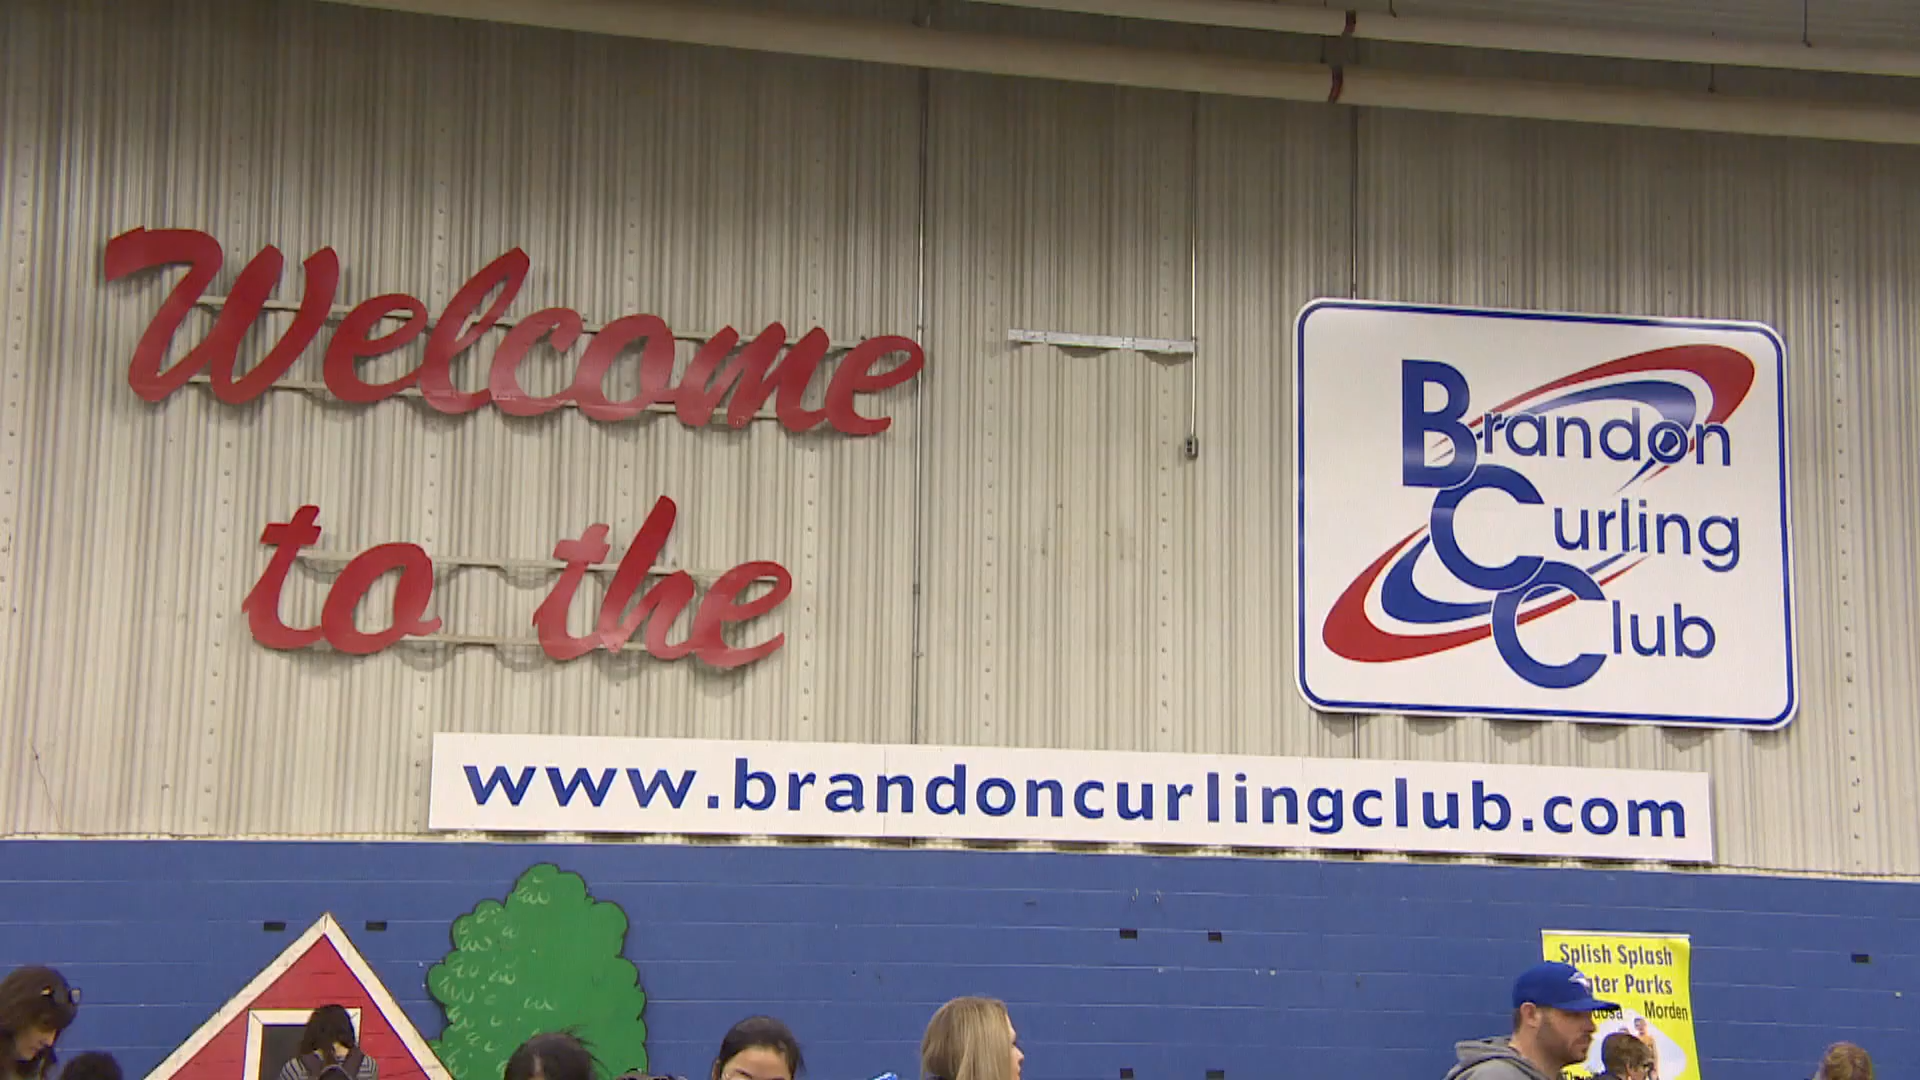 Welcome
to the
Brandon
Curling
Club
www.brandoncurlingclub.com
Splish Splash
Parks
Morden